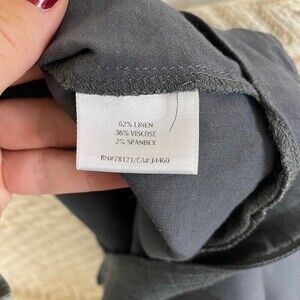 62% LINEN
36% VISCOSE
2% SPANDEX
RN#78121/CA#34460